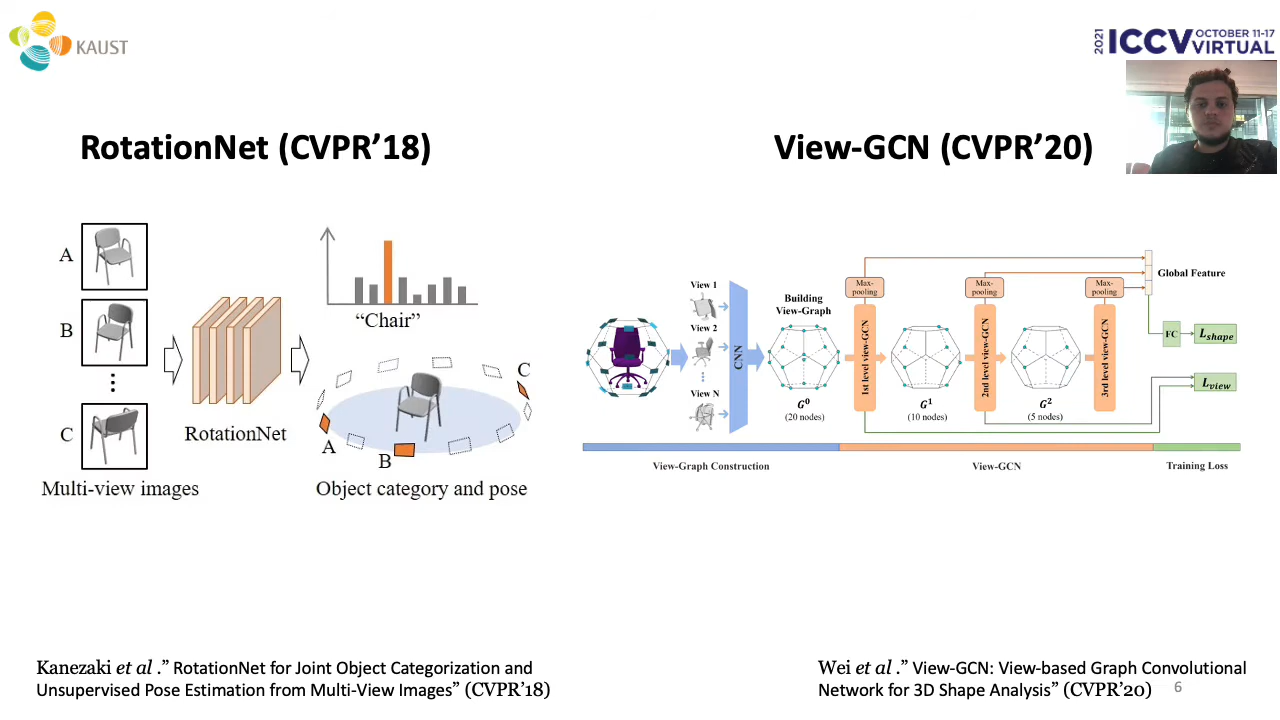 KAUST
2021 ICCV OCTOBER 11-17 VIRTUAL
RotationNet (CVPR’18)
View-GCN (CVPR’20)
A
B
C
“Chair”
RotationNet
A
B
C
Multi-view images
Object category and pose
View 1
View 2
View N
CNN
Building
View-Graph
G⁰
(20 nodes)
Max-
pooling
1st level view-GCN
G¹
(10 nodes)
Max-
pooling
2nd level view-GCN
G²
(5 nodes)
Max-
pooling
3rd level view-GCN
Global Feature
FC
L_shape
L_view
View-Graph Construction
View-GCN
Training Loss
Kanezaki et al .” RotationNet for Joint Object Categorization and
Unsupervised Pose Estimation from Multi-View Images” (CVPR’18)
Wei et al .” View-GCN: View-based Graph Convolutional
Network for 3D Shape Analysis” (CVPR’20)
6